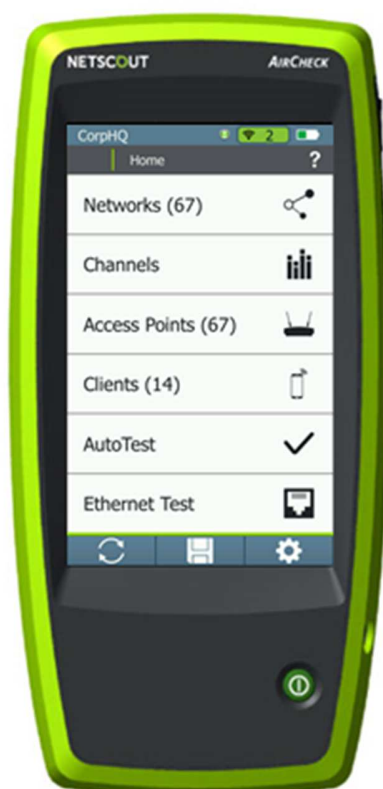 NETSCOUT AIRCHECK
CorpHQ 2
Home ?
Networks (67)
Channels
Access Points (67)
Clients (14)
AutoTest
Ethernet Test